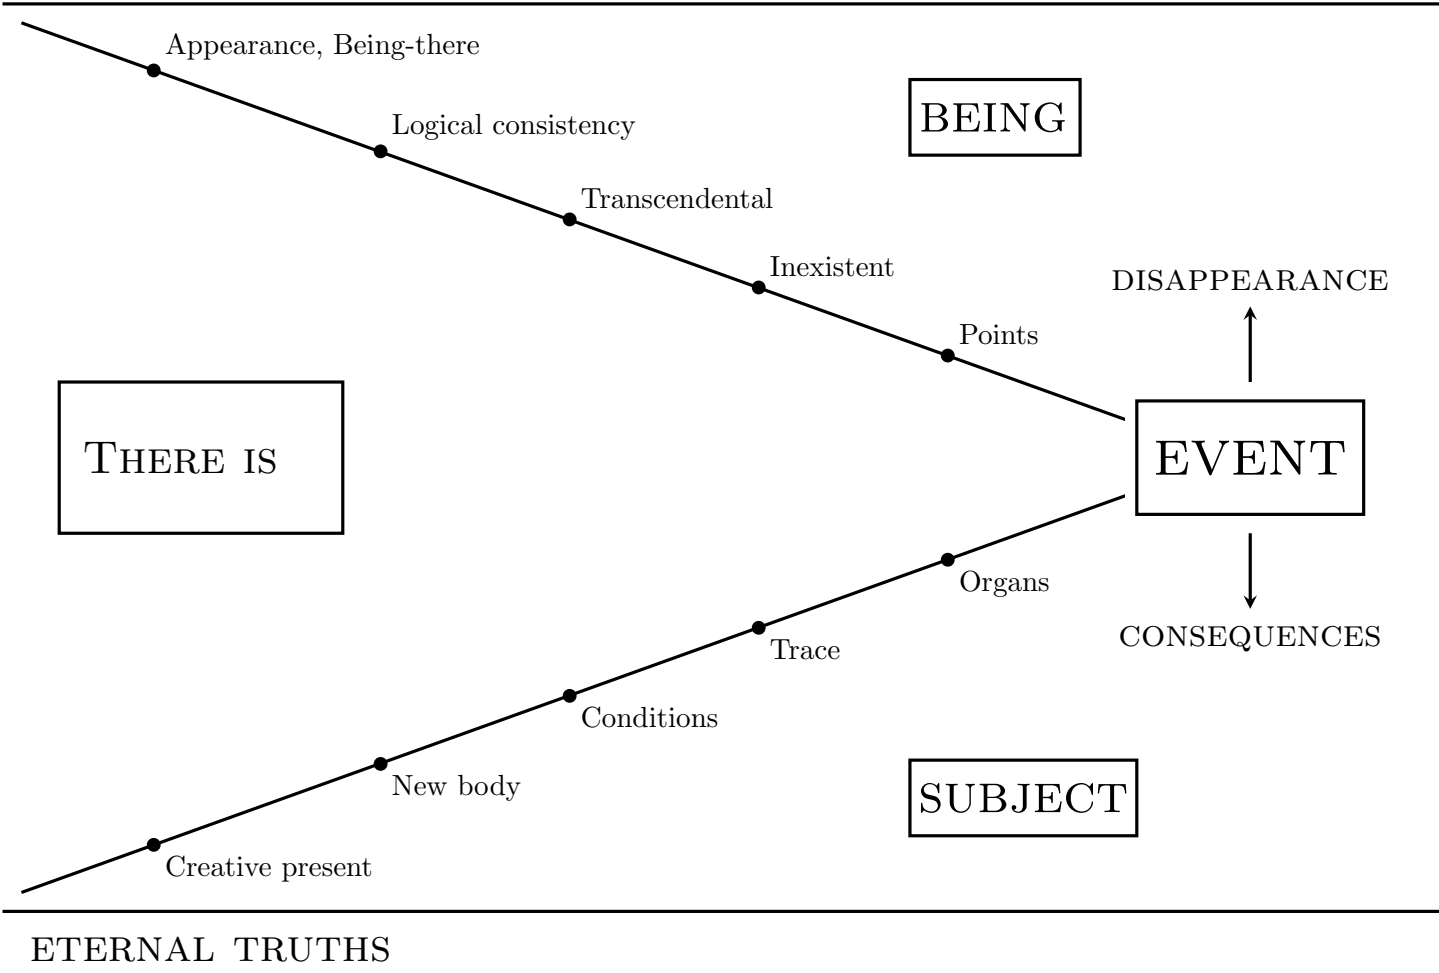 Appearance, Being-there
BEING
Logical consistency
Transcendental
Inexistent
DISAPPEARANCE
Points
THERE IS
EVENT
Organs
CONSEQUENCES
Trace
Conditions
New body
SUBJECT
Creative present
ETERNAL TRUTHS